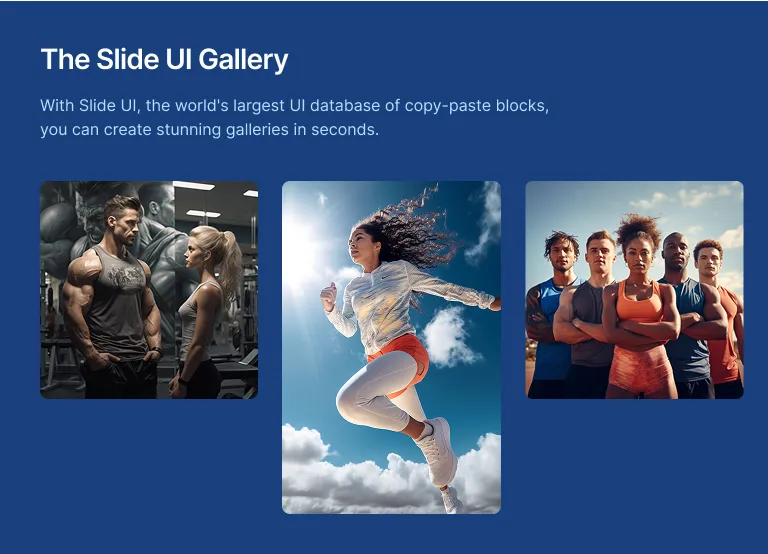 The Slide UI Gallery
With Slide UI, the world's largest UI database of copy-paste blocks,
you can create stunning galleries in seconds.